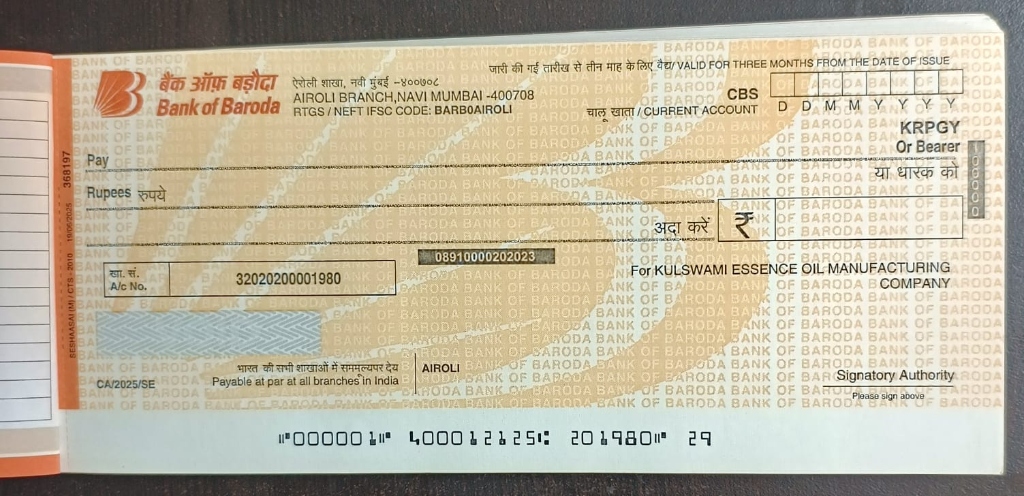 बैंक ऑफ़ बड़ौदा
Bank of Baroda
ऐरोली शाखा, नवी मुंबई -४००७०८
AIROLI BRANCH,NAVI MUMBAI -400708
RTGS / NEFT IFSC CODE: BARB0AIROLI
जारी की गई तारीख से तीन माह के लिए वैध/ VALID FOR THREE MONTHS FROM THE DATE OF ISSUE
CBS
चालू खाता / CURRENT ACCOUNT
D D M M Y Y Y Y
KRPGY
Pay
Or Bearer
या धारक को
Rupees रुपये
अदा करें ₹
08910000202023
खा. सं.
A/c No.
32020200001980
For KULSWAMI ESSENCE OIL MANUFACTURING
COMPANY
भारत की सभी शाखाओं में सममूल्यपर देय
Payable at par at all branches in India
AIROLI
CA/2025/SE
Signatory Authority
Please sign above
368197
SESHAASAI(M) / CTS - 2010
⑈000001⑈ 400012125⑆ 201980⑈ 29